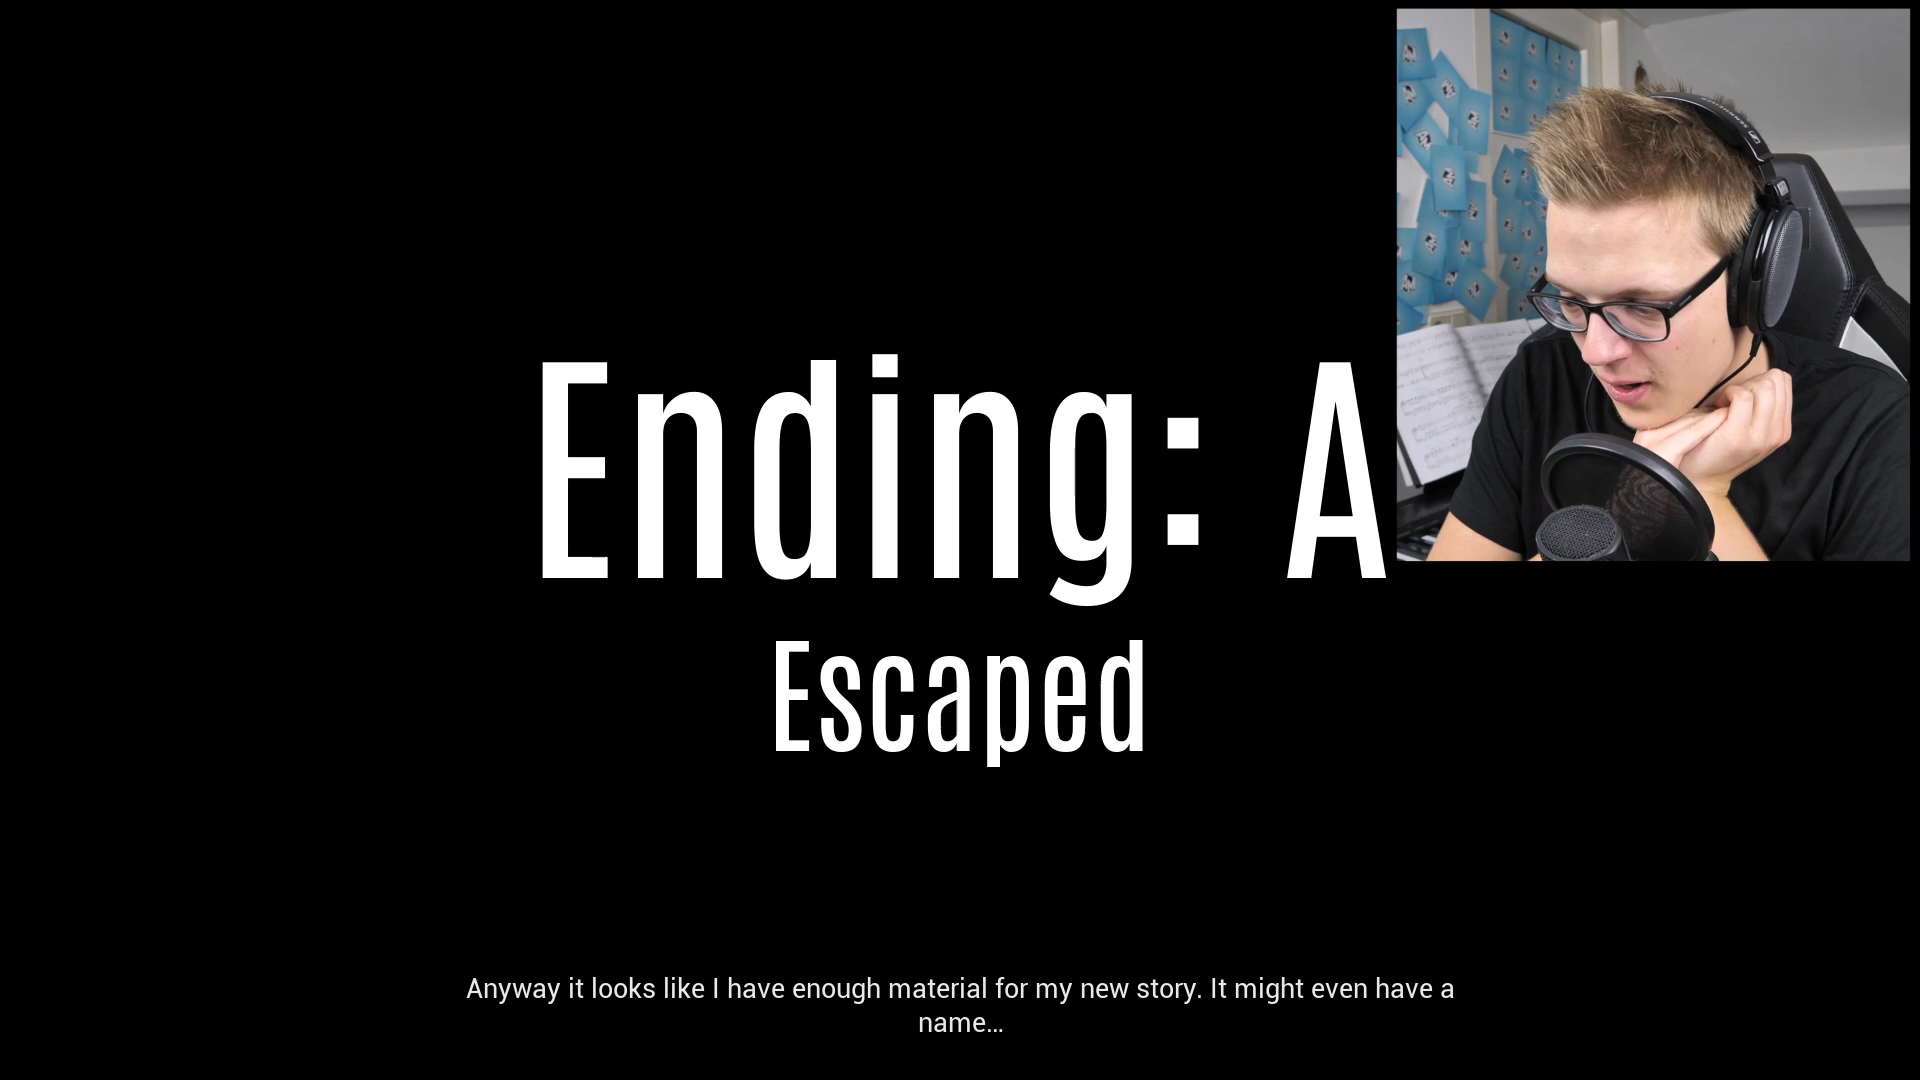 Ending: A
Escaped
Anyway it looks like I have enough material for my new story. It might even have a
name...